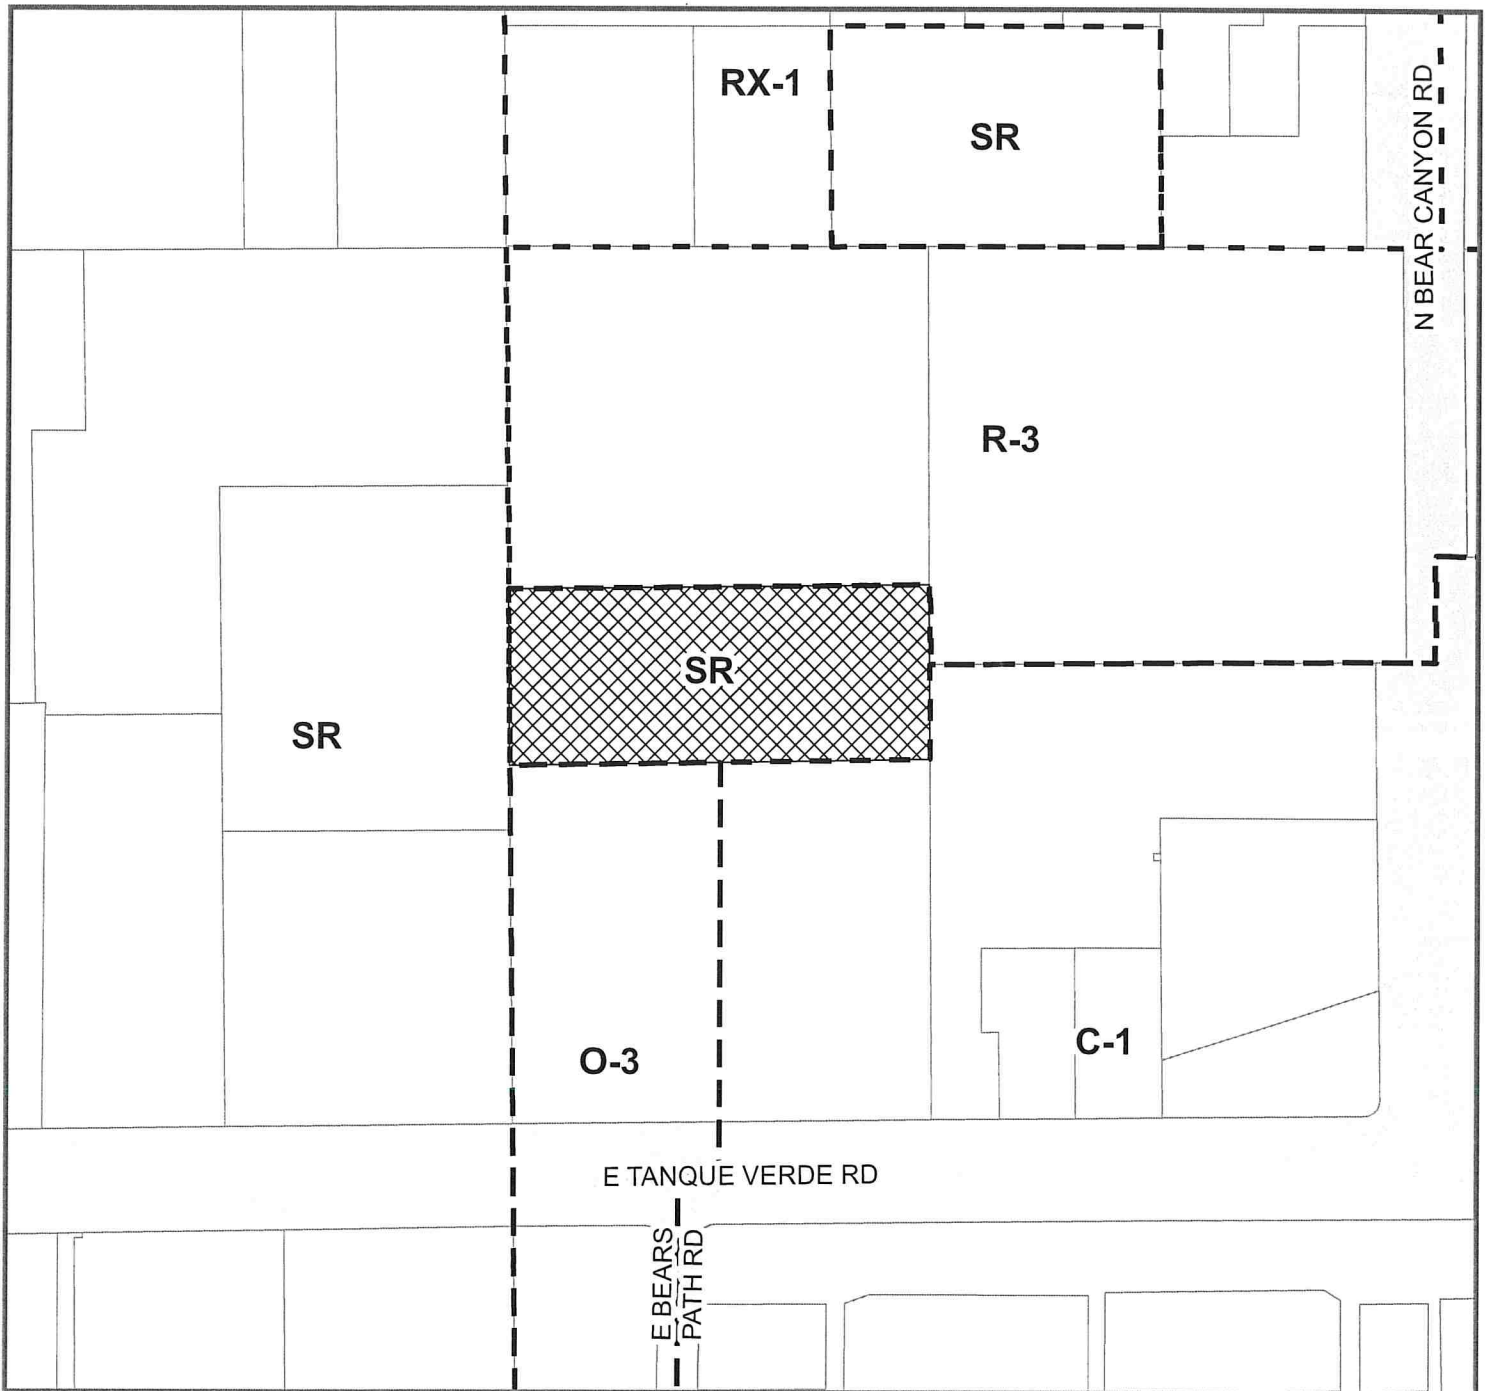 RX-1
SR
N BEAR CANYON RD
R-3
SR
SR
O-3
C-1
E TANQUE VERDE RD
E BEARS
PATH RD